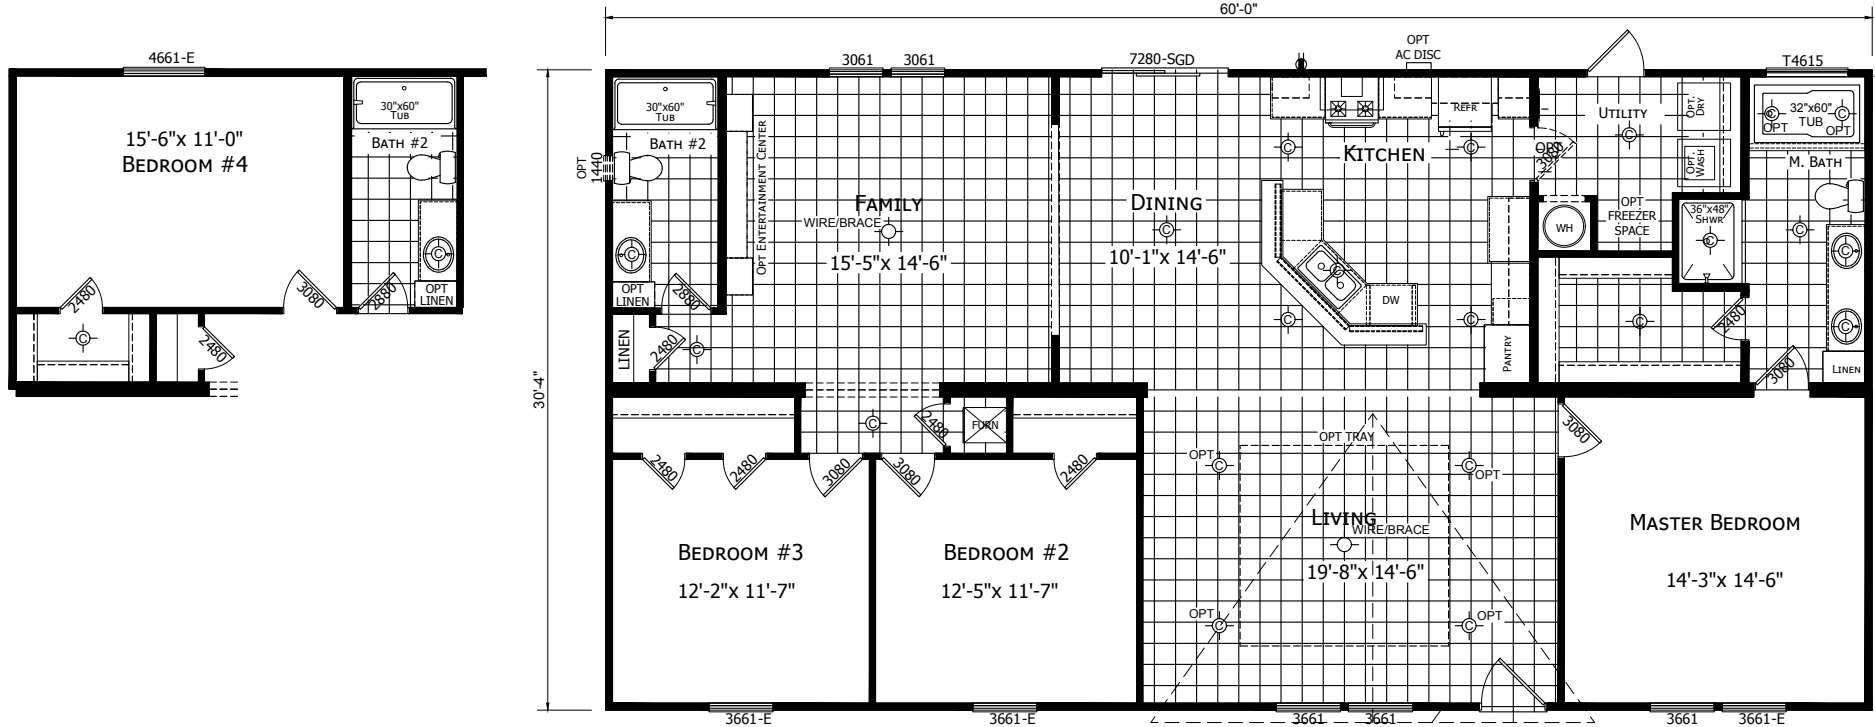 60'-0"
4661-E
30"x60"
TUB
15'-6"x 11'-0"
BEDROOM #4
BATH #2
OPT
LINEN
2480
3080
2880
2480
30'-4"
3061
3061
7280-SGD
OPT
AC DISC
T4615
30"x60"
TUB
BATH #2
OPT
1440
OPT ENTERTAINMENT CENTER
FAMILY
WIRE/BRACE
15'-5"x 14'-6"
OPT
LINEN
2880
LINEN
2480
DINING
10'-1"x 14'-6"
KITCHEN
REFR
DW
PANTRY
OPT
3080
UTILITY
OPT.
DRY
OPT.
WASH
WH
OPT
FREEZER
SPACE
32"x60"
TUB
OPT
OPT
M. BATH
36"x48"
SHWR
2480
3080
LINEN
2480
FURN
2480
2480
3080
3080
2480
OPT TRAY
OPT
OPT
3080
BEDROOM #3
12'-2"x 11'-7"
BEDROOM #2
12'-5"x 11'-7"
LIVING
WIRE/BRACE
19'-8"x 14'-6"
OPT
OPT
MASTER BEDROOM
14'-3"x 14'-6"
3661-E
3661-E
3661
3661
3661
3661-E